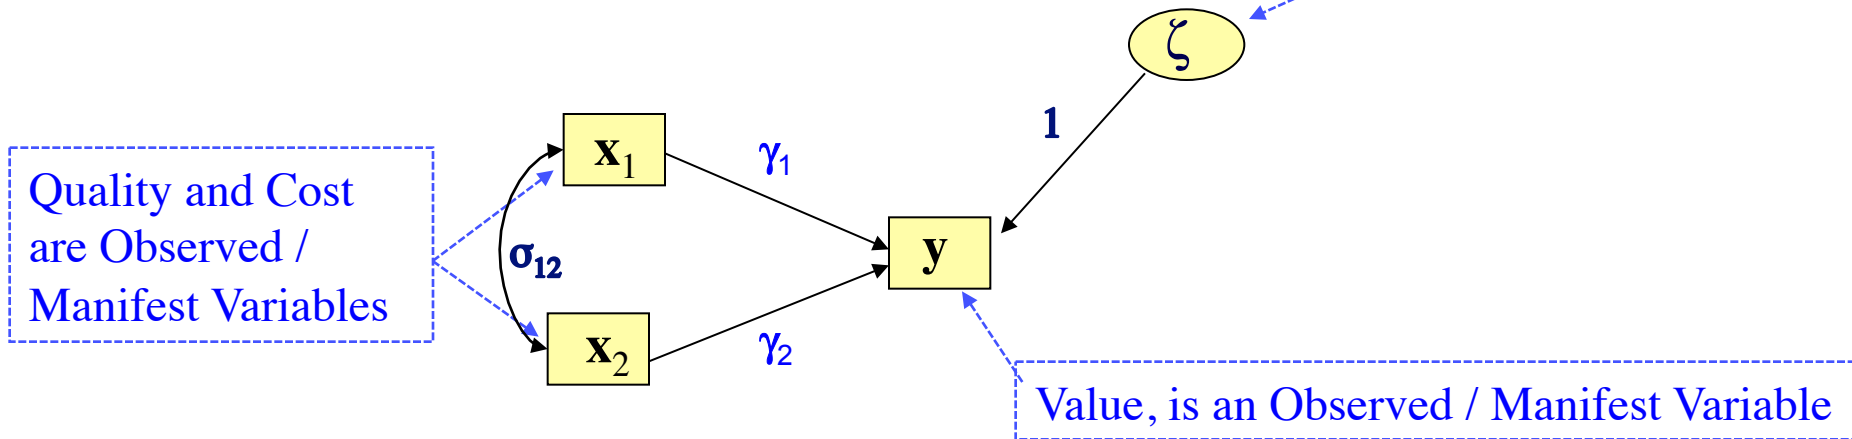 ζ
1
x₁
γ₁
Quality and Cost
are Observed /
Manifest Variables
σ₁₂
y
x₂
γ₂
Value, is an Observed / Manifest Variable